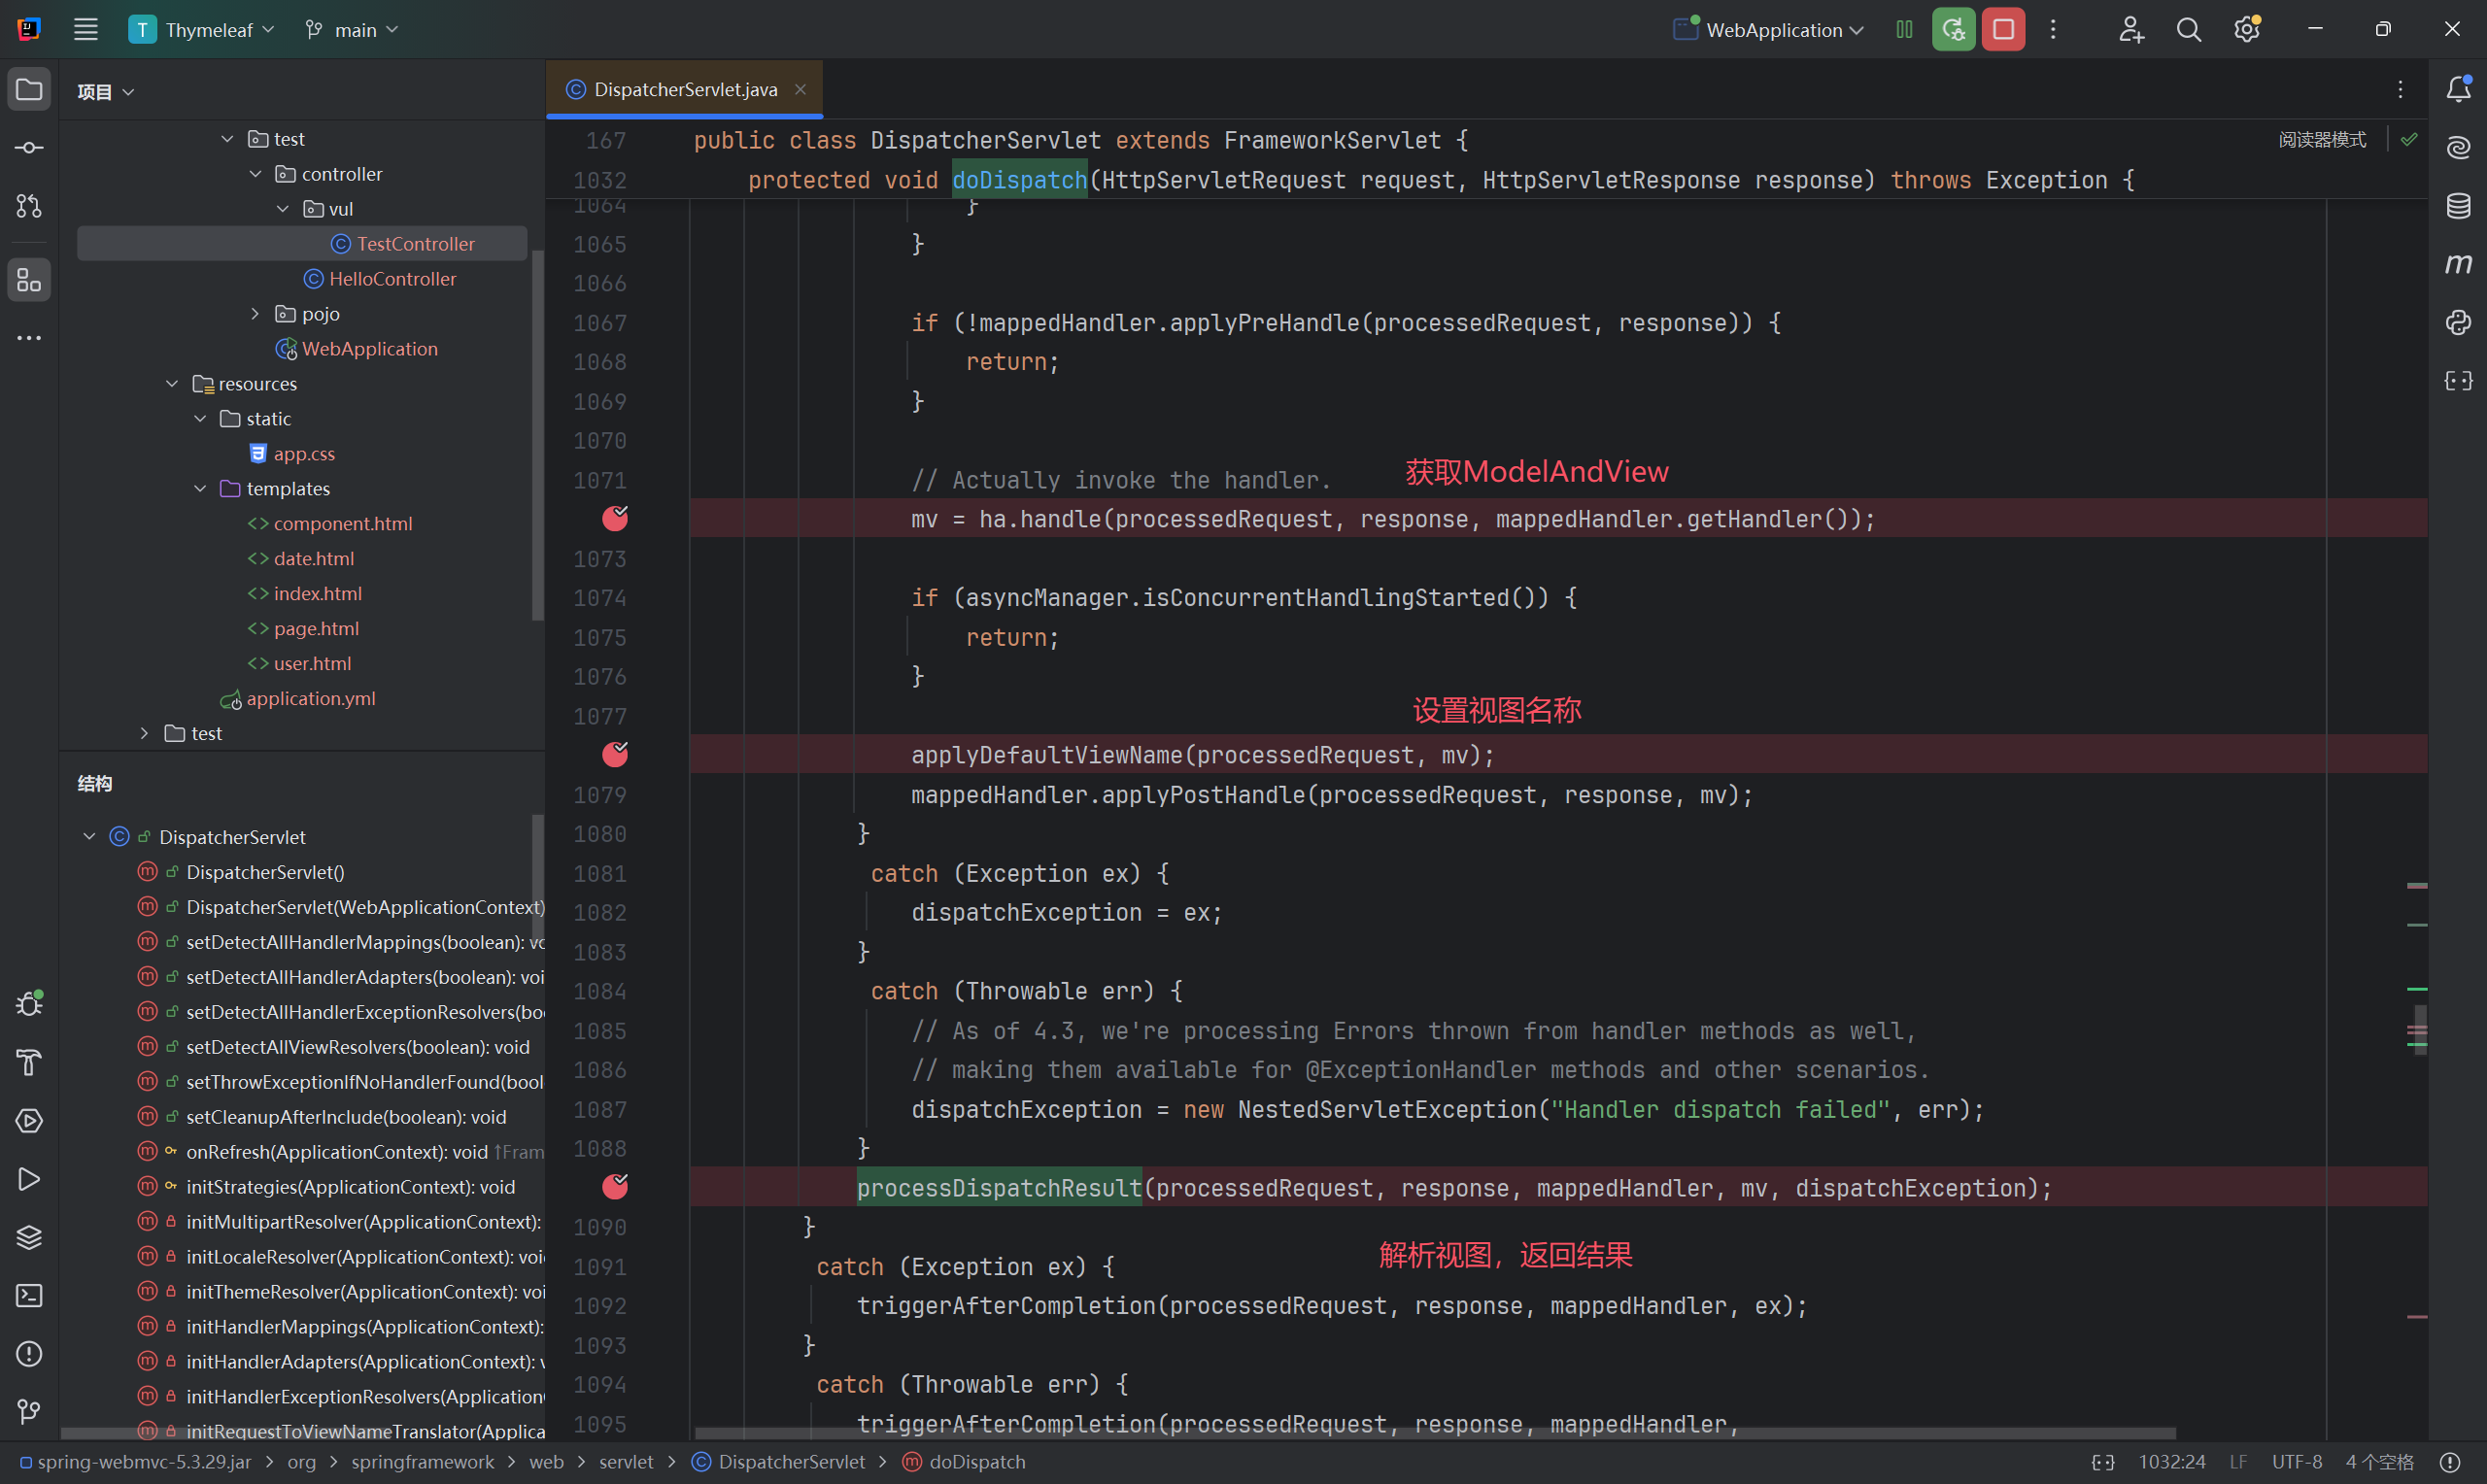 T Thymeleaf main WebApplication
项目
test
controller
vul
TestController
HelloController
pojo
WebApplication
resources
static
app.css
templates
component.html
date.html
index.html
page.html
user.html
application.yml
test
结构
DispatcherServlet
DispatcherServlet()
DispatcherServlet(WebApplicationContext)
setDetectAllHandlerMappings(boolean): vo
setDetectAllHandlerAdapters(boolean): voi
setDetectAllHandlerExceptionResolvers(boo
setDetectAllViewResolvers(boolean): void
setThrowExceptionIfNoHandlerFound(bool
setCleanupAfterInclude(boolean): void
onRefresh(ApplicationContext): void ↑Fram
initStrategies(ApplicationContext): void
initMultipartResolver(ApplicationContext):
initLocaleResolver(ApplicationContext): voi
initThemeResolver(ApplicationContext): voi
initHandlerMappings(ApplicationContext):
initHandlerAdapters(ApplicationContext): v
initHandlerExceptionResolvers(Application
initRequestToViewNameTranslator(Applica
DispatcherServlet.java
阅读器模式
167 public class DispatcherServlet extends FrameworkServlet {
1032 protected void doDispatch(HttpServletRequest request, HttpServletResponse response) throws Exception {
1064 }
1065 }
1066
1067 if (!mappedHandler.applyPreHandle(processedRequest, response)) {
1068 return;
1069 }
1070
获取ModelAndView
1071 // Actually invoke the handler.
mv = ha.handle(processedRequest, response, mappedHandler.getHandler());
1073
1074 if (asyncManager.isConcurrentHandlingStarted()) {
1075 return;
1076 }
设置视图名称
1077
applyDefaultViewName(processedRequest, mv);
1079 mappedHandler.applyPostHandle(processedRequest, response, mv);
1080 }
1081 catch (Exception ex) {
1082 dispatchException = ex;
1083 }
1084 catch (Throwable err) {
1085 // As of 4.3, we're processing Errors thrown from handler methods as well,
1086 // making them available for @ExceptionHandler methods and other scenarios.
1087 dispatchException = new NestedServletException("Handler dispatch failed", err);
1088 }
processDispatchResult(processedRequest, response, mappedHandler, mv, dispatchException);
1090 }
解析视图，返回结果
1091 catch (Exception ex) {
1092 triggerAfterCompletion(processedRequest, response, mappedHandler, ex);
1093 }
1094 catch (Throwable err) {
1095 triggerAfterCompletion(processedRequest, response, mappedHandler,
spring-webmvc-5.3.29.jar > org > springframework > web > servlet > DispatcherServlet > doDispatch 1032:24 LF UTF-8 4 个空格